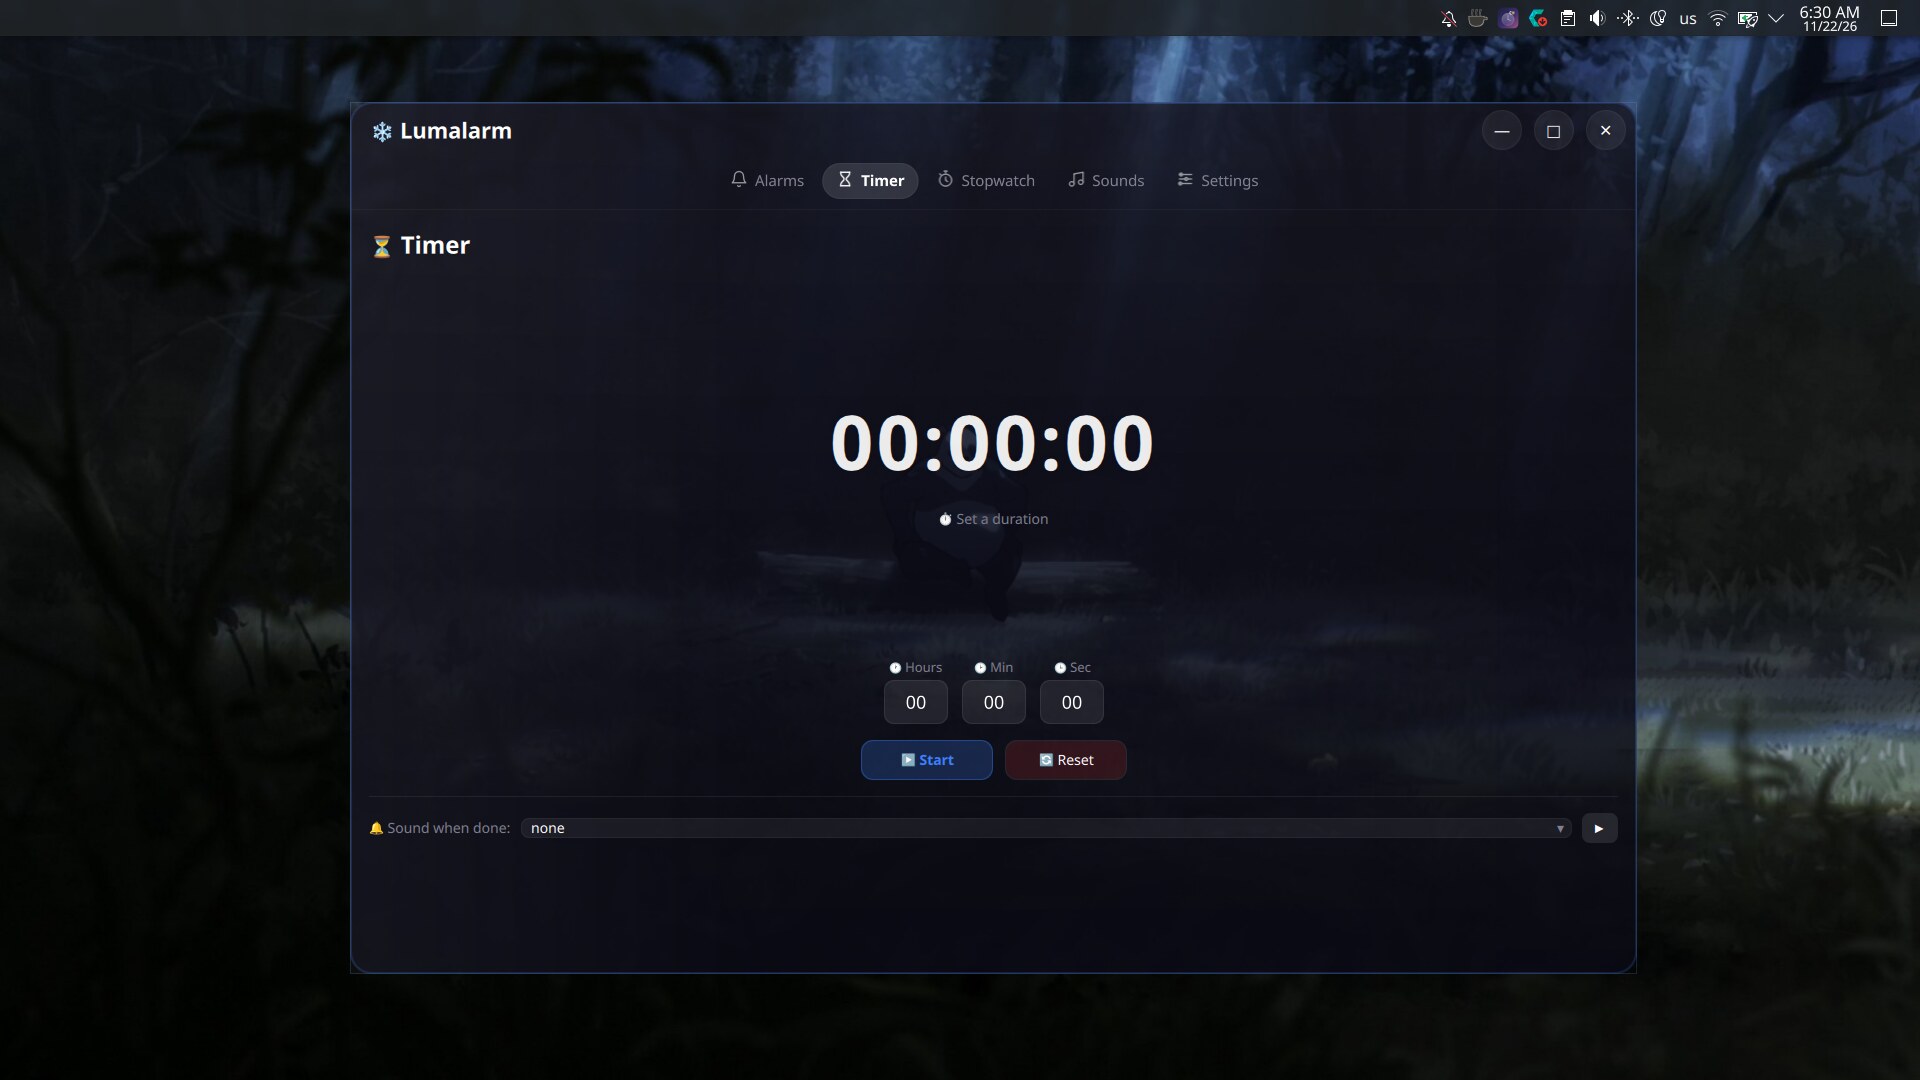 us
6:30 AM
11/22/26
Lumalarm
Alarms
Timer
Stopwatch
Sounds
Settings
Timer
00:00:00
Set a duration
Hours
Min
Sec
00
00
00
Start
Reset
Sound when done:
none